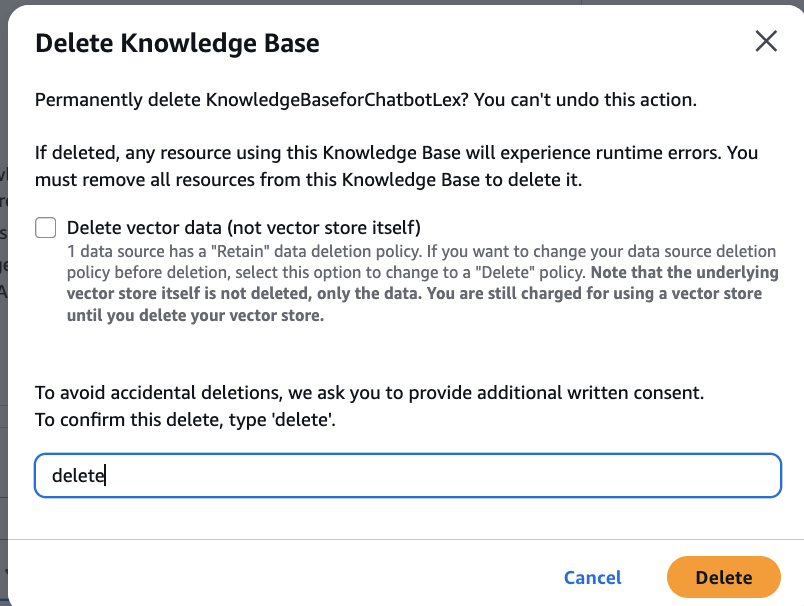 Delete Knowledge Base
Permanently delete KnowledgeBaseforChatbotLex? You can't undo this action.
If deleted, any resource using this Knowledge Base will experience runtime errors. You
must remove all resources from this Knowledge Base to delete it.
Delete vector data (not vector store itself)
1 data source has a "Retain" data deletion policy. If you want to change your data source deletion
policy before deletion, select this option to change to a "Delete" policy. Note that the underlying
vector store itself is not deleted, only the data. You are still charged for using a vector store
until you delete your vector store.
To avoid accidental deletions, we ask you to provide additional written consent.
To confirm this delete, type 'delete'.
delete
Cancel
Delete